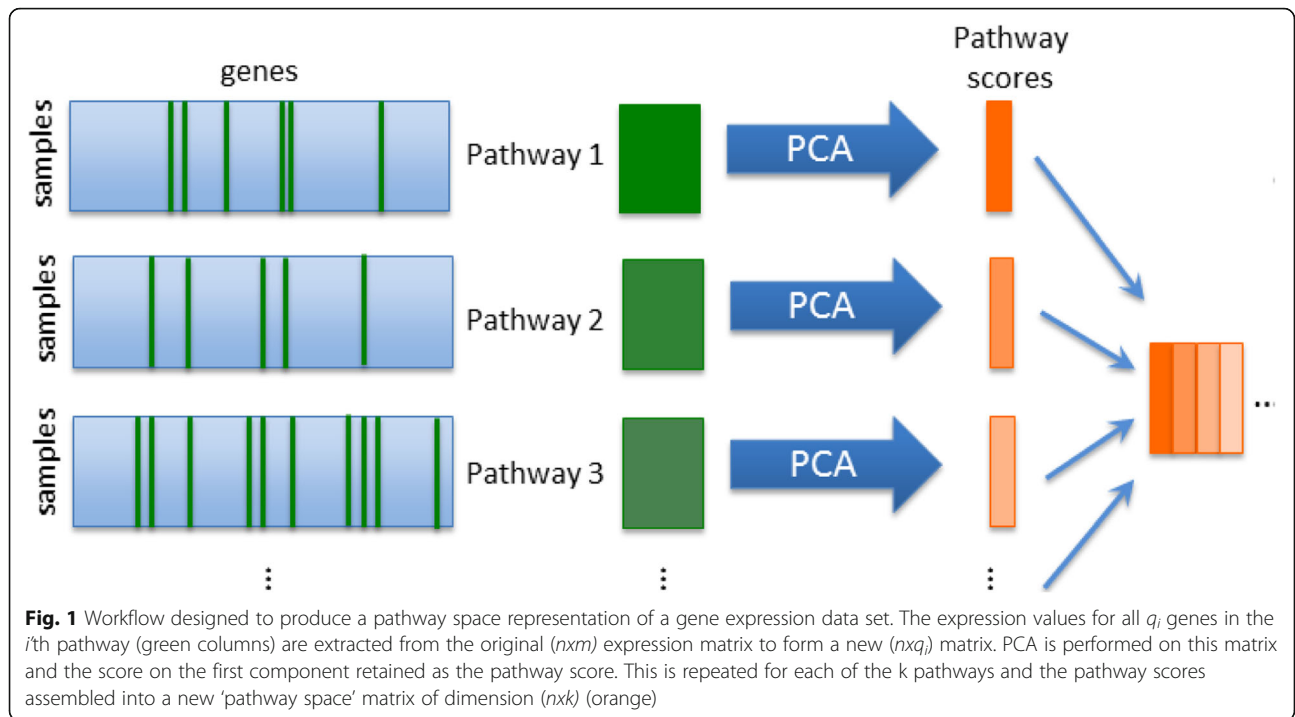 genes
Pathway
scores
samples
Pathway 1
PCA
samples
Pathway 2
PCA
...
samples
Pathway 3
PCA
⋮ ⋮ ⋮
Fig. 1 Workflow designed to produce a pathway space representation of a gene expression data set. The expression values for all qi genes in the
i'th pathway (green columns) are extracted from the original (nxm) expression matrix to form a new (nxqi) matrix. PCA is performed on this matrix
and the score on the first component retained as the pathway score. This is repeated for each of the k pathways and the pathway scores
assembled into a new ‘pathway space’ matrix of dimension (nxk) (orange)